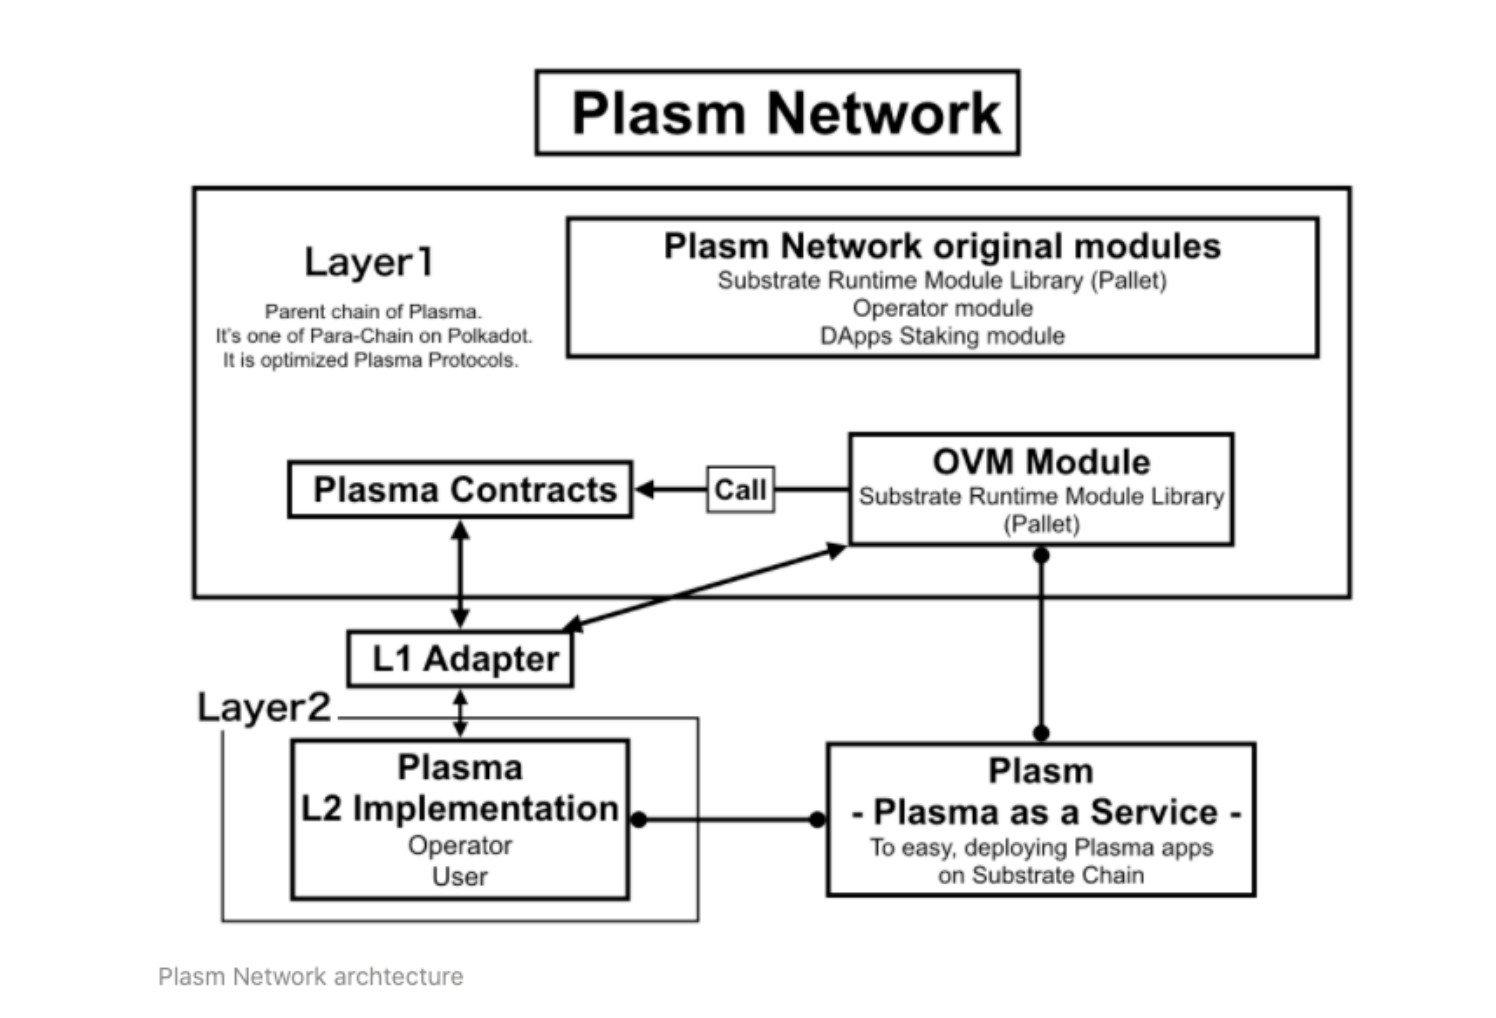 Plasm Network
Layer1
Parent chain of Plasma.
It's one of Para-Chain on Polkadot.
It is optimized Plasma Protocols.
Plasm Network original modules
Substrate Runtime Module Library (Pallet)
Operator module
DApps Staking module
Plasma Contracts
Call
OVM Module
Substrate Runtime Module Library
(Pallet)
L1 Adapter
Layer2
Plasma
L2 Implementation
Operator
User
Plasm
- Plasma as a Service -
To easy, deploying Plasma apps
on Substrate Chain
Plasm Network archtecture